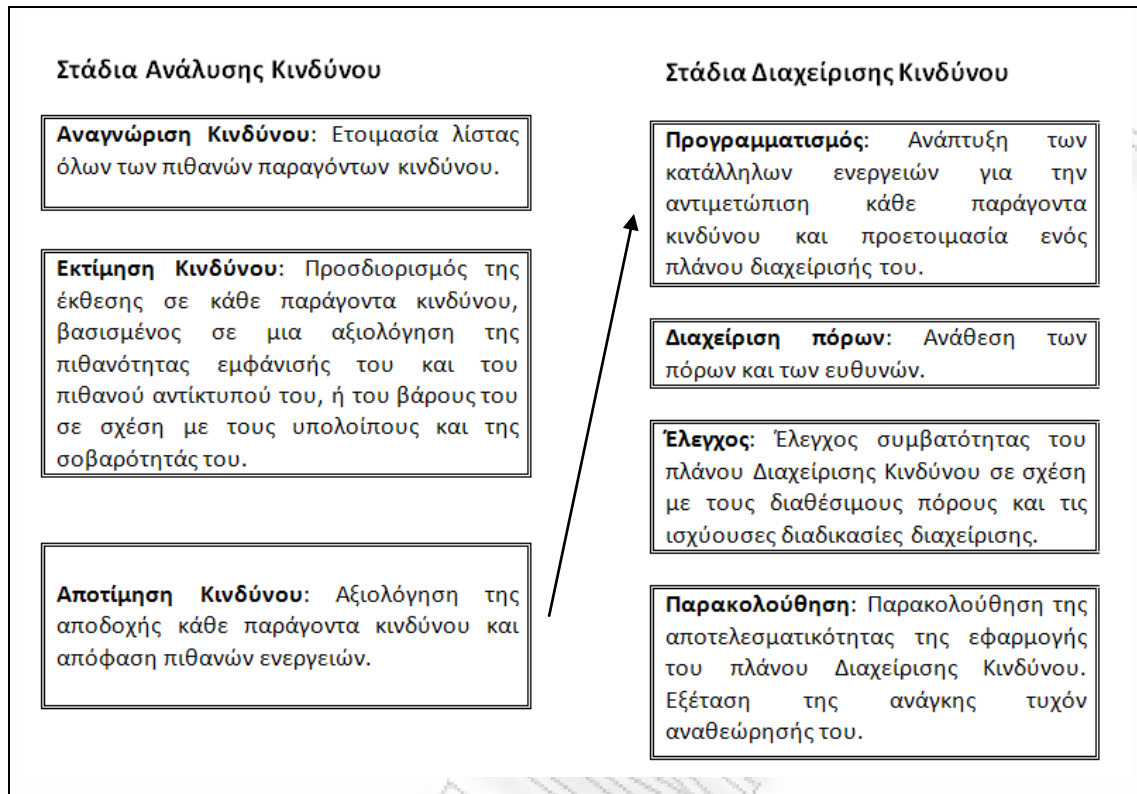 Στάδια Ανάλυσης Κινδύνου
Αναγνώριση Κινδύνου: Ετοιμασία λίστας
όλων των πιθανών παραγόντων κινδύνου.
Εκτίμηση Κινδύνου: Προσδιορισμός της
έκθεσης σε κάθε παράγοντα κινδύνου,
βασισμένος σε μια αξιολόγηση της
πιθανότητας εμφάνισής του και του
πιθανού αντίκτυπού του, ή του βάρους του
σε σχέση με τους υπολοίπους και της
σοβαρότητάς του.
Αποτίμηση Κινδύνου: Αξιολόγηση της
αποδοχής κάθε παράγοντα κινδύνου και
απόφαση πιθανών ενεργειών.
Στάδια Διαχείρισης Κινδύνου
Προγραμματισμός: Ανάπτυξη των
κατάλληλων ενεργειών για την
αντιμετώπιση κάθε παράγοντα
κινδύνου και προετοιμασία ενός
πλάνου διαχείρισής του.
Διαχείριση πόρων: Ανάθεση των
πόρων και των ευθυνών.
Έλεγχος: Έλεγχος συμβατότητας του
πλάνου Διαχείρισης Κινδύνου σε σχέση
με τους διαθέσιμους πόρους και τις
ισχύουσες διαδικασίες διαχείρισης.
Παρακολούθηση: Παρακολούθηση της
αποτελεσματικότητας της εφαρμογής
του πλάνου Διαχείρισης Κινδύνου.
Εξέταση της ανάγκης τυχόν
αναθεώρησής του.